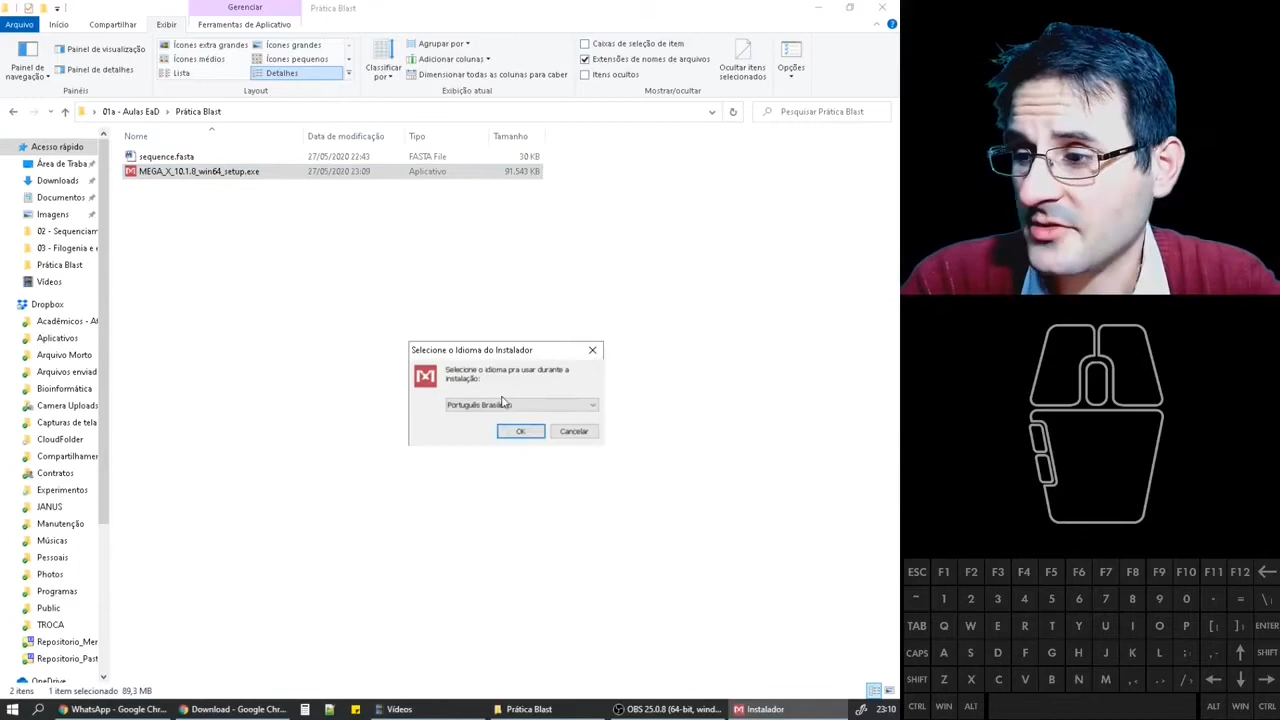 Gerenciar
Prática Blast
Arquivo
Início
Compartilhar
Exibir
Ferramentas de Aplicativo
Painel de
navegação
Painel de visualização
Painel de detalhes
Painéis
Ícones extra grandes
Ícones grandes
Ícones médios
Ícones pequenos
Lista
Detalhes
Layout
Classificar
por
Agrupar por
Adicionar colunas
Dimensionar todas as colunas para caber
Exibição atual
Caixas de seleção de item
Extensões de nomes de arquivos
Itens ocultos
Ocultar itens
selecionados
Mostrar/ocultar
Opções
01a - Aulas EaD > Prática Blast
Pesquisar Prática Blast
Nome
Data de modificação
Tipo
Tamanho
sequence.fasta
27/05/2020 22:43
FASTA File
30 KB
MEGA_X_10.1.8_win64_setup.exe
27/05/2020 23:09
Aplicativo
91.543 KB
Acesso rápido
Área de Traba
Downloads
Documentos
Imagens
02 - Sequenciam
03 - Filogenia e e
Prática Blast
Vídeos
Dropbox
Acadêmicos - At
Aplicativos
Arquivo Morto
Arquivos enviad
Bioinformática
Camera Uploads
Capturas de tela
CloudFolder
Compartilhamer
Contratos
Experimentos
JANUS
Manutenção
Músicas
Pessoais
Photos
Programas
Public
TROCA
Repositorio_Mer
Repositorio_Past
OneDrive
Selecione o Idioma do Instalador
Selecione o idioma pra usar durante a
instalação:
Português Brasileiro
OK
Cancelar
2 itens
1 item selecionado 89,3 MB
WhatsApp - Google Chr...
Download - Google Chr...
Vídeos
Prática Blast
OBS 25.0.8 (64-bit, wind...
Instalador
23:10
ESC F1 F2 F3 F4 F5 F6 F7 F8 F9 F10 F11 F12 ←
~ 1 2 3 4 5 6 7 8 9 0 - = \|
TAB Q W E R T Y U I O P [{ ]} ENTER
CAPS A S D F G H J K L ;. ,- ↑ SHIFT
SHIFT Z X C V B N M ,< .> ← ↓ →
CTRL WIN ALT ALT WIN CTRL